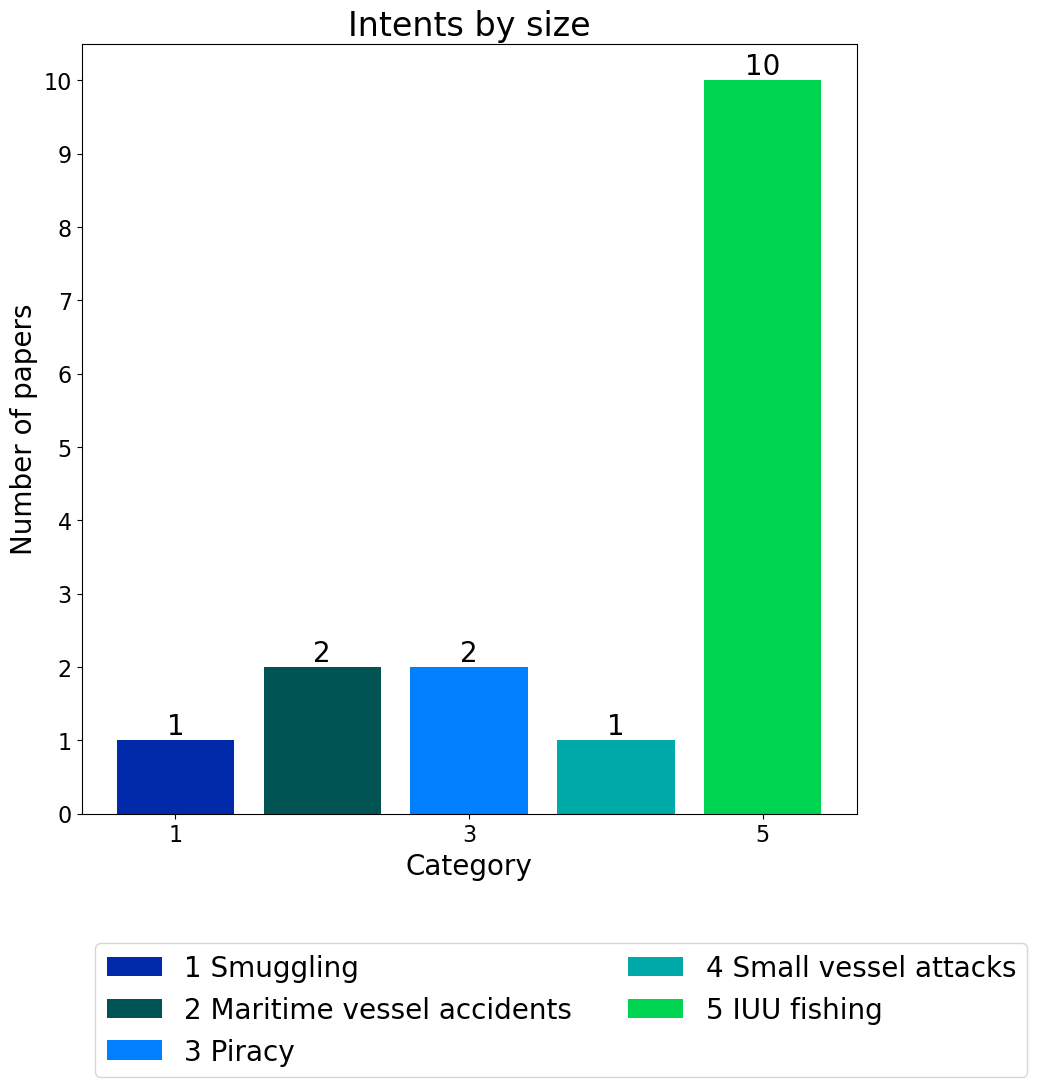 Intents by size
10
10
9
8
7
6
5
4
3
2
1
0
Number of papers
1
2
2
1
1
3
5
Category
1 Smuggling
2 Maritime vessel accidents
3 Piracy
4 Small vessel attacks
5 IUU fishing